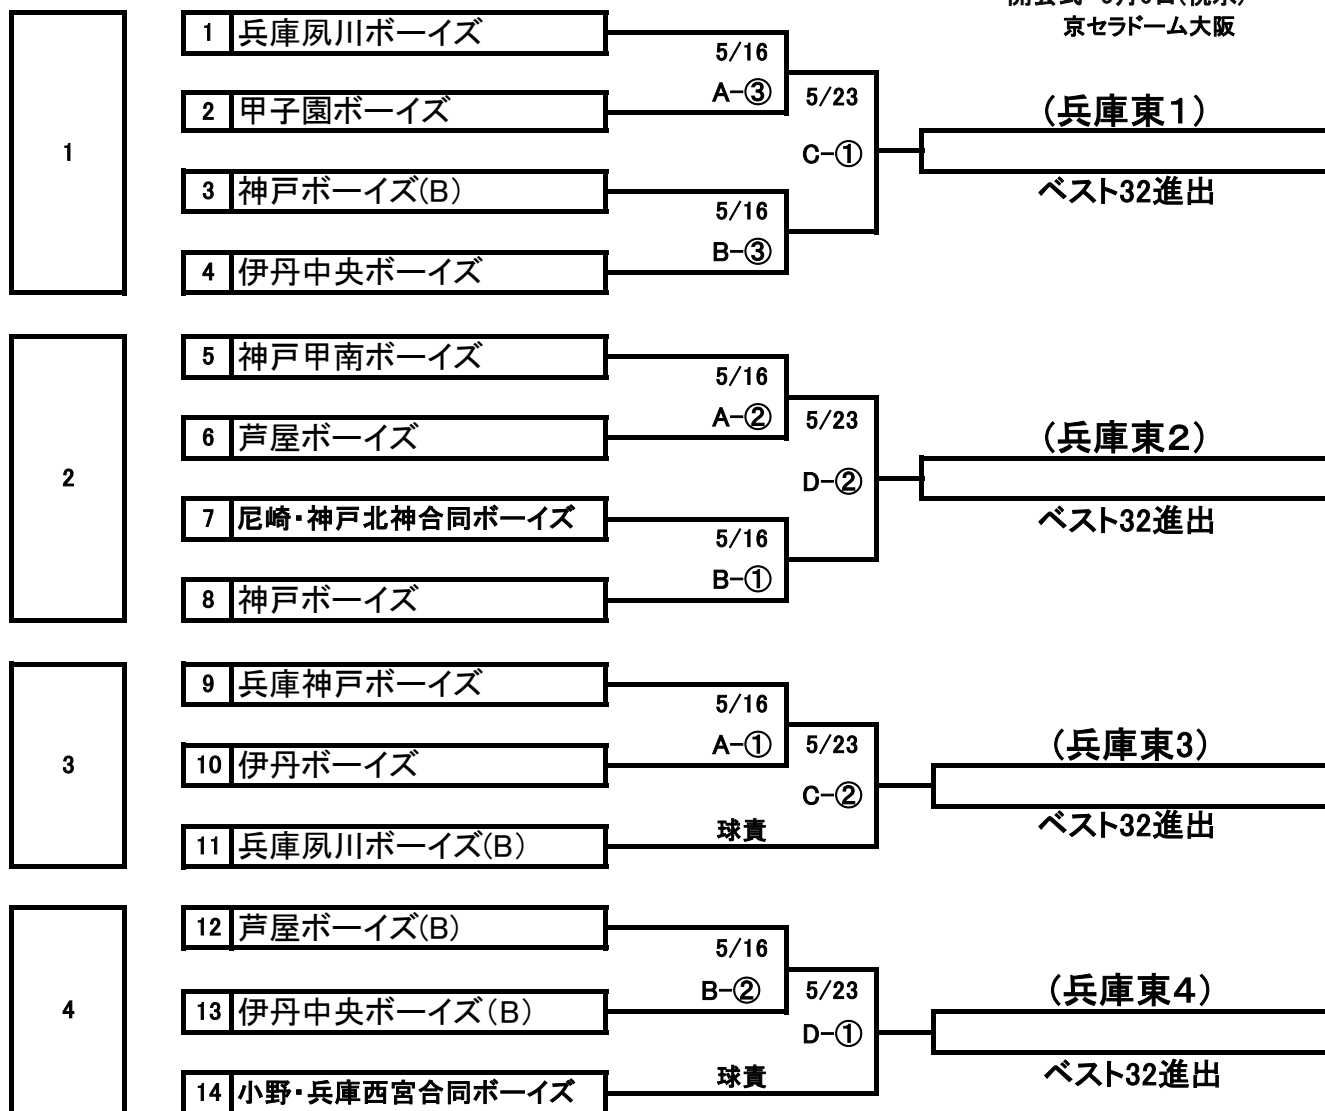 京セラドーム大阪
1
1 兵庫夙川ボーイズ
5/16
A-③
2 甲子園ボーイズ
5/23
C-①
(兵庫東1)
ベスト32進出
3 神戸ボーイズ(B)
5/16
B-③
4 伊丹中央ボーイズ
2
5 神戸甲南ボーイズ
5/16
A-②
6 芦屋ボーイズ
5/23
D-②
(兵庫東2)
ベスト32進出
7 尼崎・神戸北神合同ボーイズ
5/16
B-①
8 神戸ボーイズ
3
9 兵庫神戸ボーイズ
5/16
A-①
10 伊丹ボーイズ
5/23
C-②
(兵庫東3)
ベスト32進出
11 兵庫夙川ボーイズ(B)
球責
4
12 芦屋ボーイズ(B)
5/16
B-②
13 伊丹中央ボーイズ(B)
5/23
D-①
(兵庫東4)
ベスト32進出
14 小野・兵庫西宮合同ボーイズ
球責